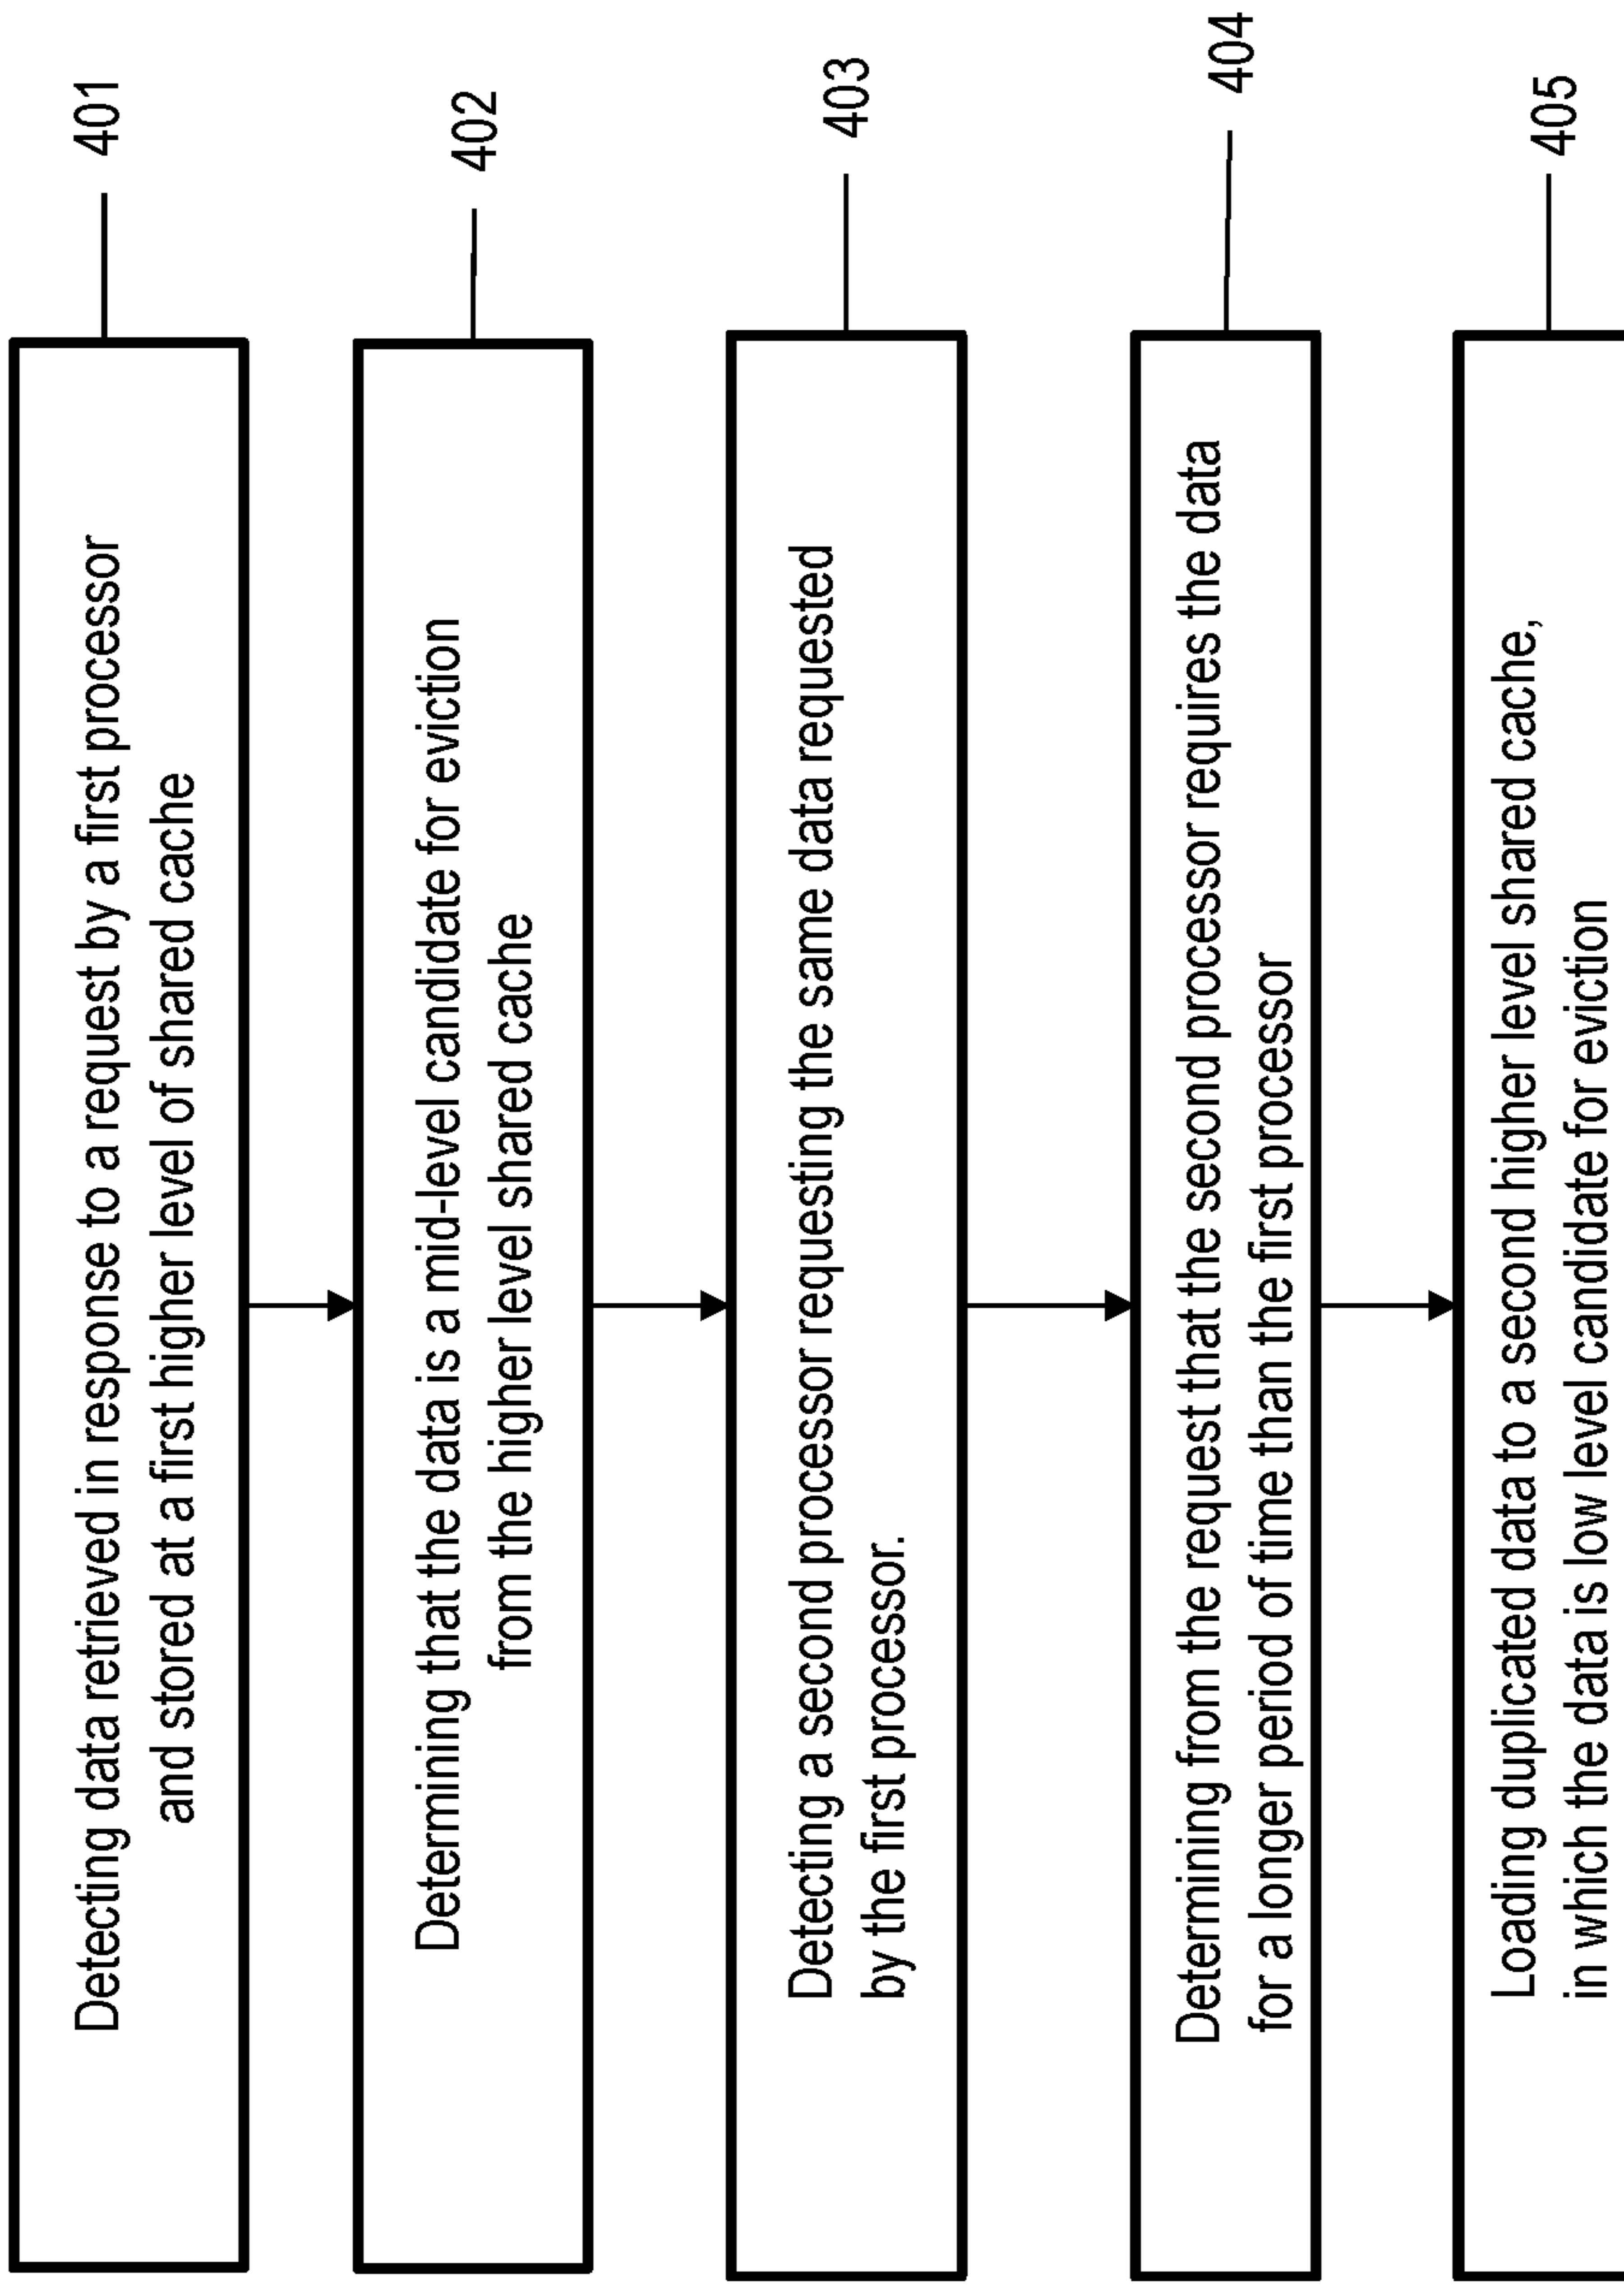 Detecting data retrieved in response to a request by a first processor
and stored at a first higher level of shared cache
401
Determining that the data is a mid-level candidate for eviction
from the higher level shared cache
402
Detecting a second processor requesting the same data requested
by the first processor.
403
Determining from the request that the second processor requires the data
for a longer period of time than the first processor
404
Loading duplicated data to a second higher level shared cache,
in which the data is low level candidate for eviction
405